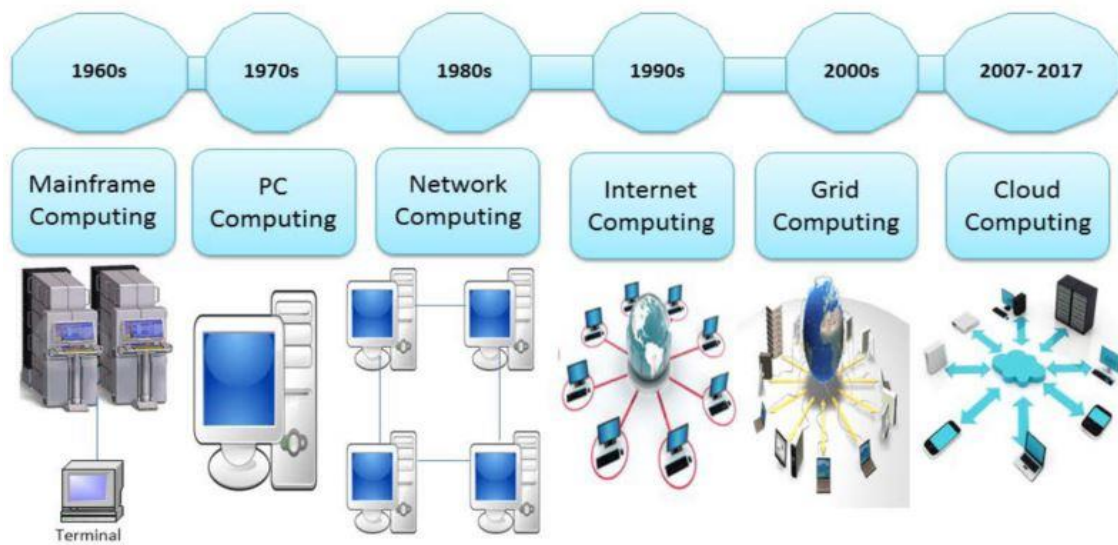 1960s
1970s
1980s
1990s
2000s
2007- 2017
Mainframe
Computing
PC
Computing
Network
Computing
Internet
Computing
Grid
Computing
Cloud
Computing
Terminal